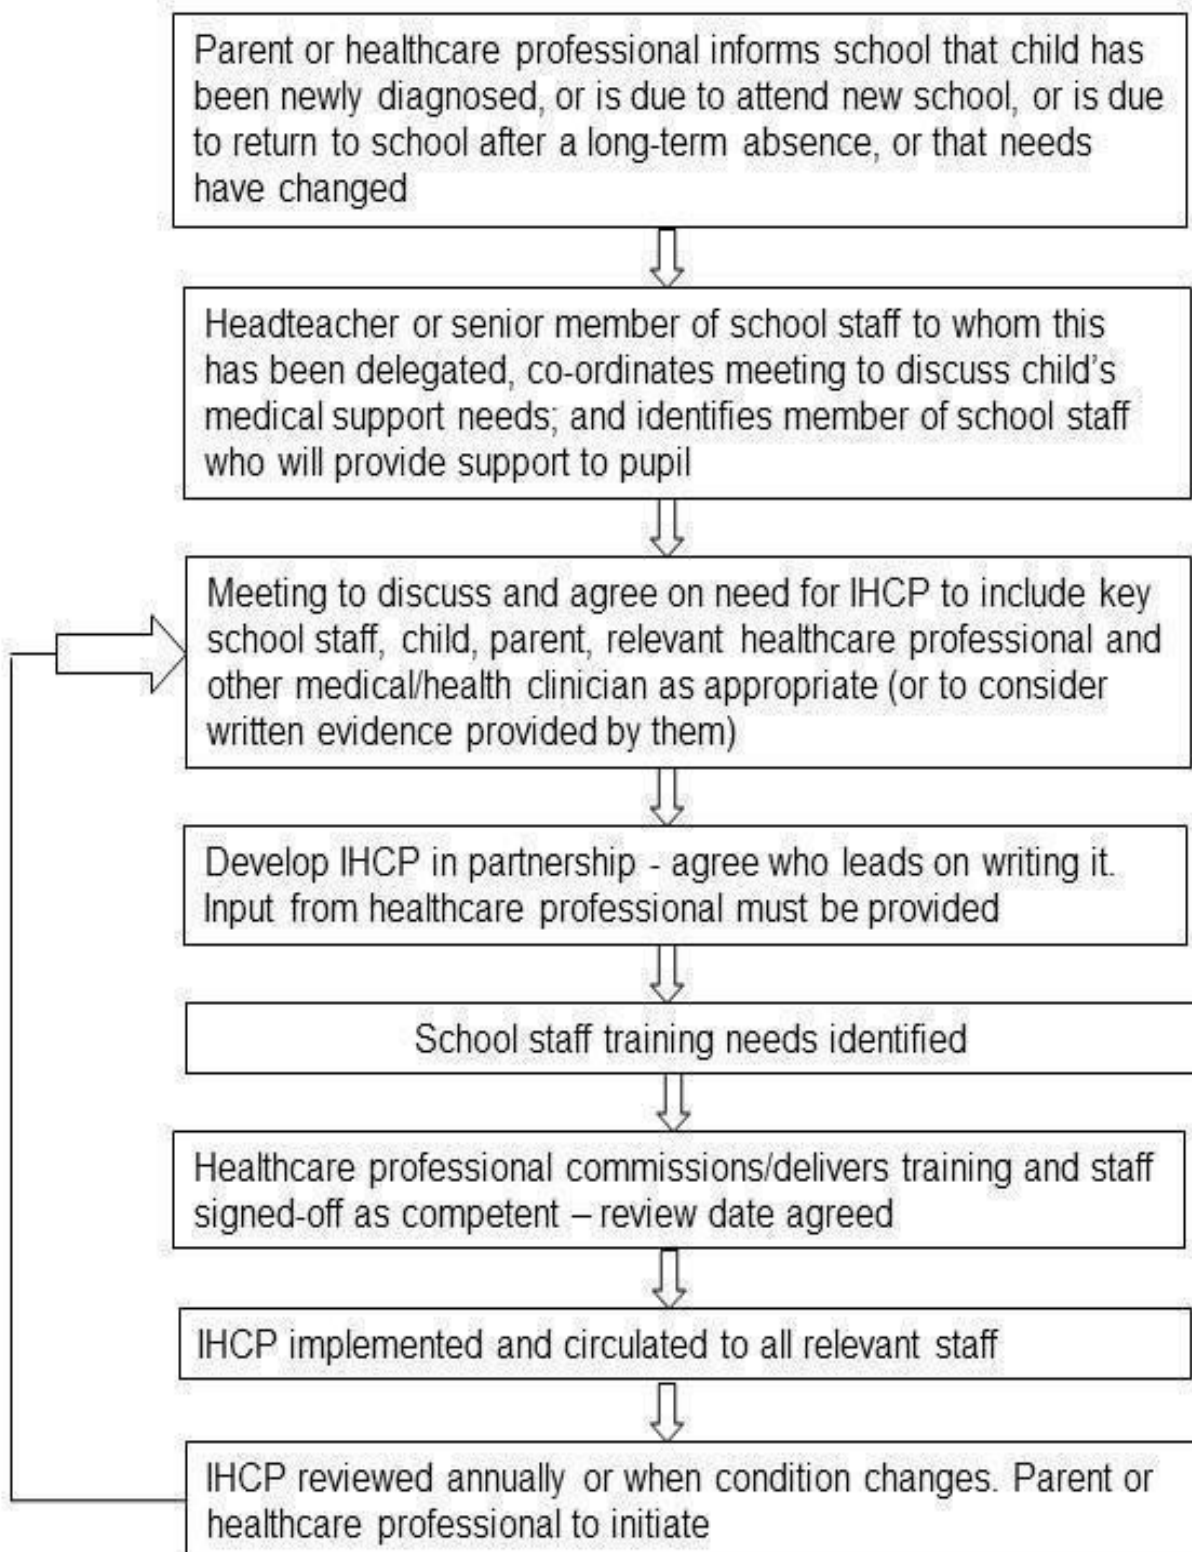 Parent or healthcare professional informs school that child has
been newly diagnosed, or is due to attend new school, or is due
to return to school after a long-term absence, or that needs
have changed
Headteacher or senior member of school staff to whom this
has been delegated, co-ordinates meeting to discuss child's
medical support needs; and identifies member of school staff
who will provide support to pupil
Meeting to discuss and agree on need for IHCP to include key
school staff, child, parent, relevant healthcare professional and
other medical/health clinician as appropriate (or to consider
written evidence provided by them)
Develop IHCP in partnership - agree who leads on writing it.
Input from healthcare professional must be provided
School staff training needs identified
Healthcare professional commissions/delivers training and staff
signed-off as competent – review date agreed
IHCP implemented and circulated to all relevant staff
IHCP reviewed annually or when condition changes. Parent or
healthcare professional to initiate